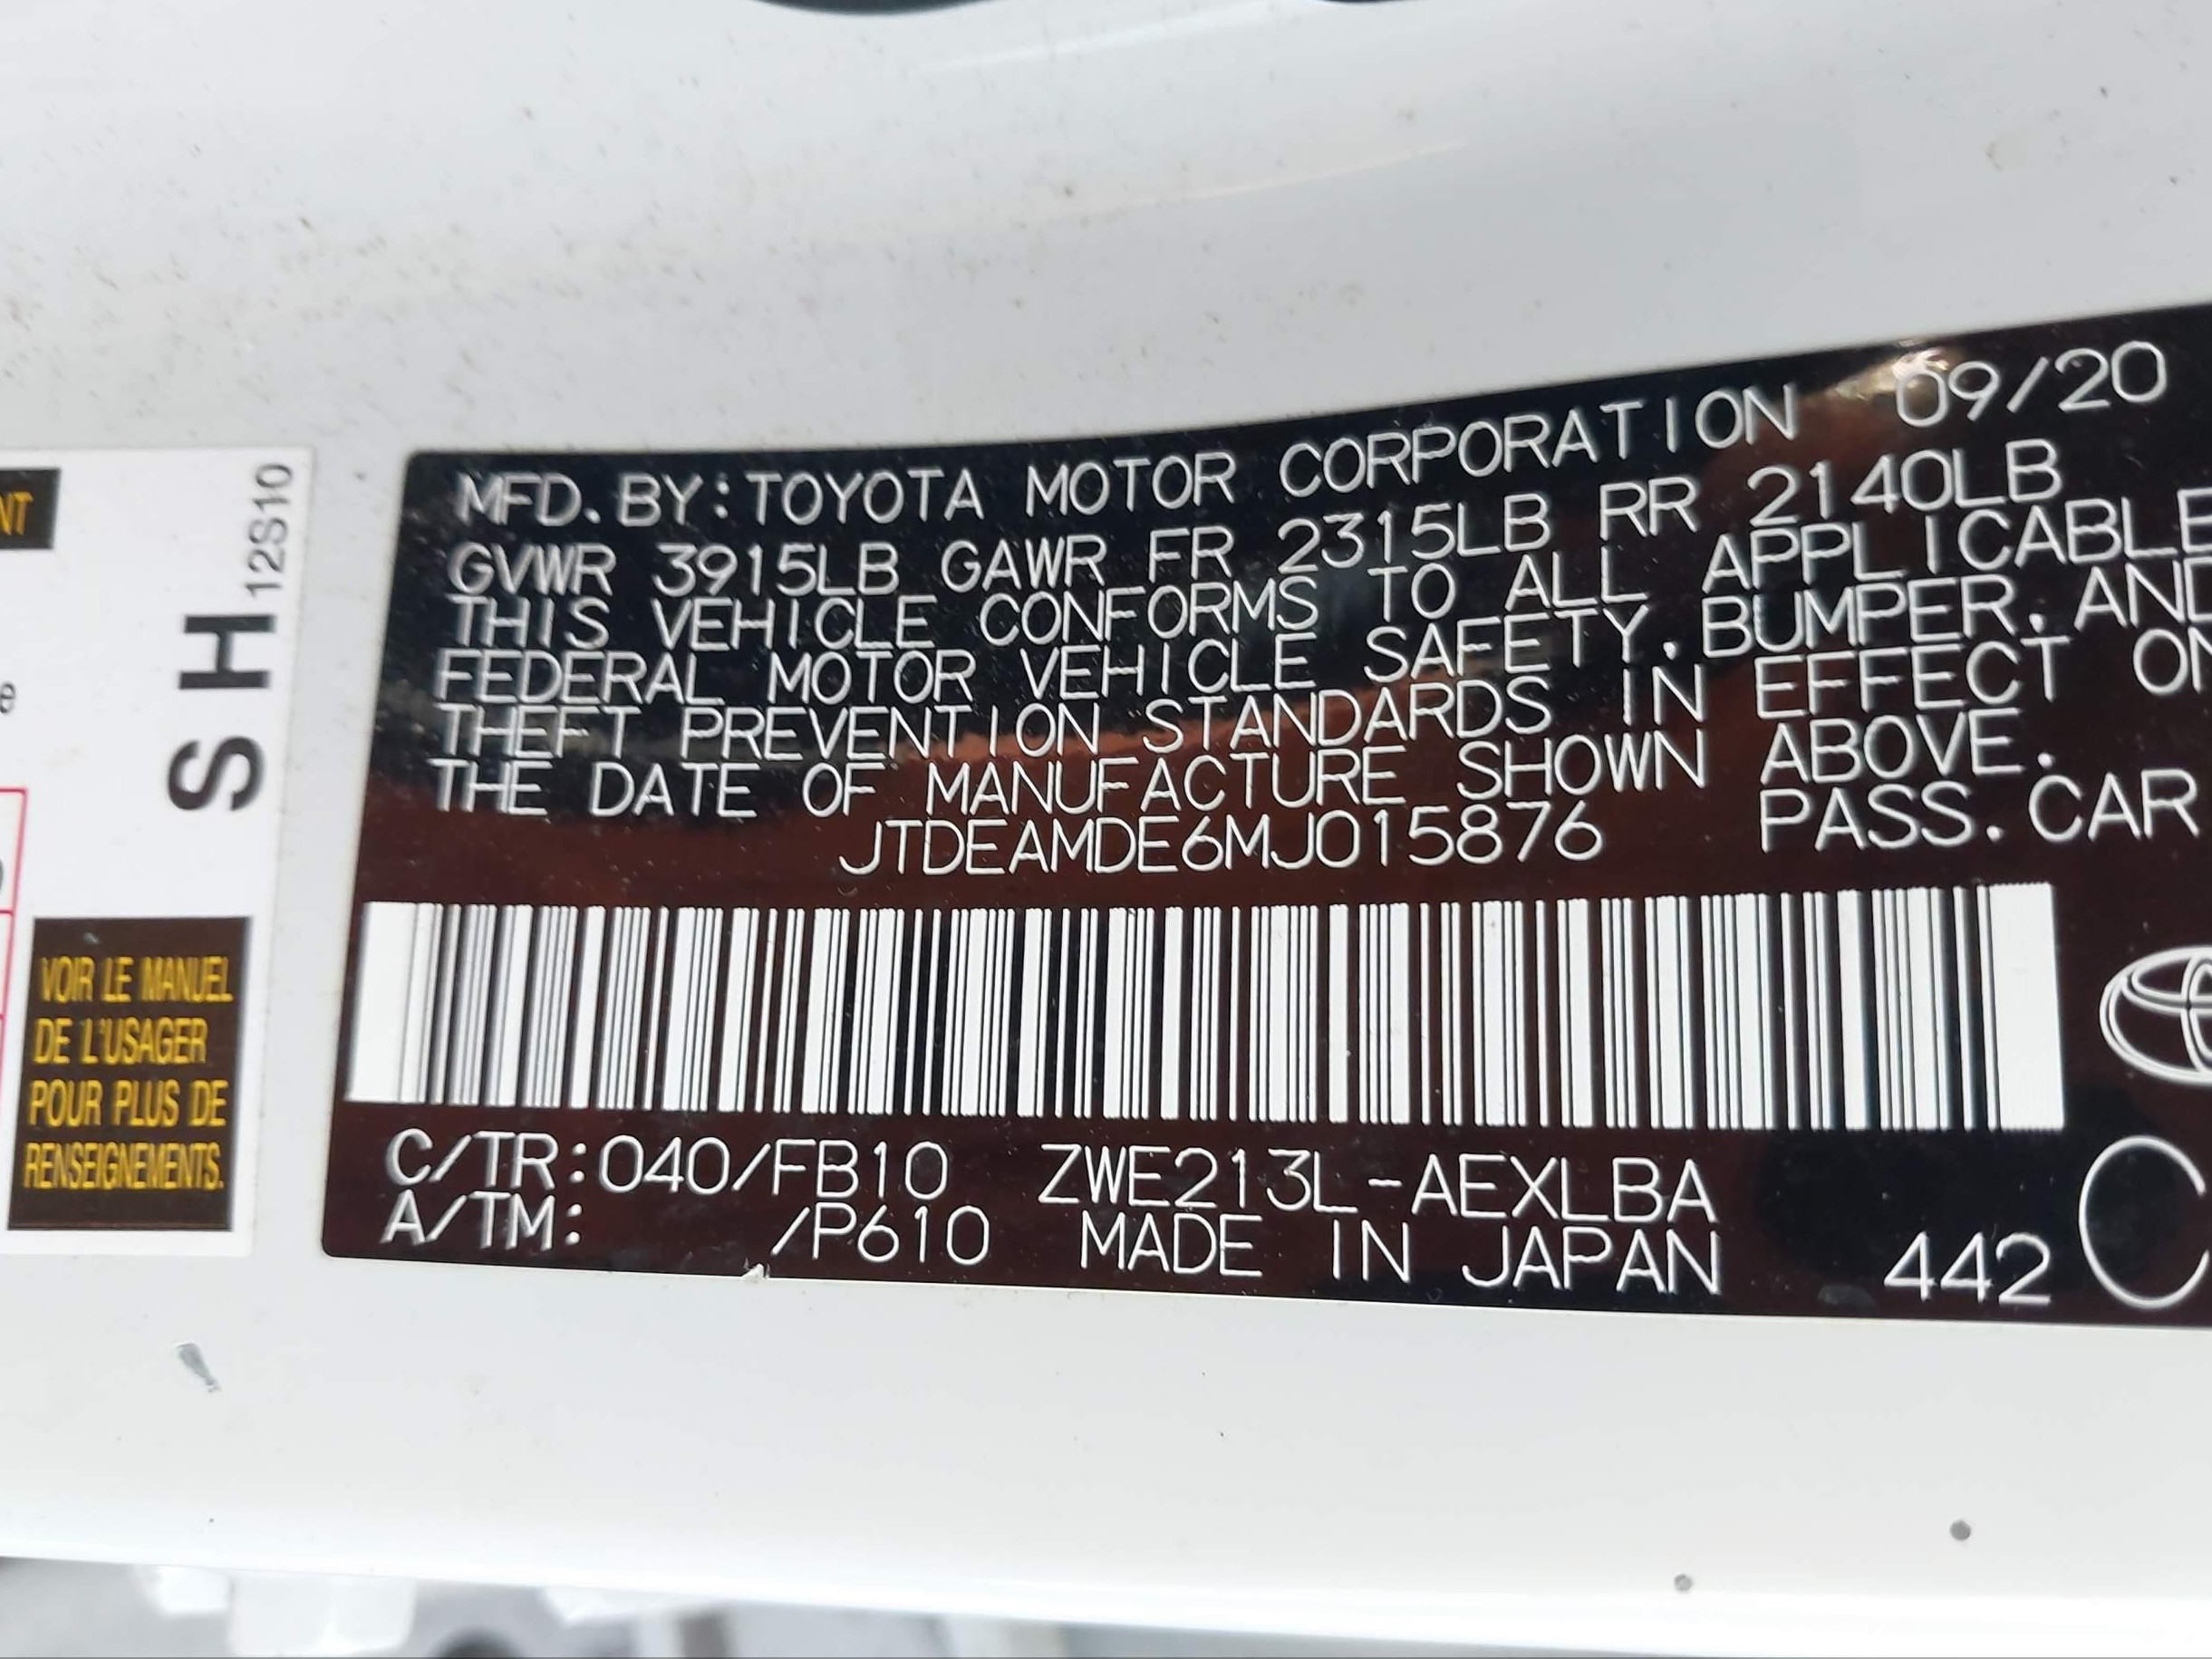 MFD. BY: TOYOTA MOTOR CORPORATION 09/20
GVWR 3915LB GAWR FR 2315LB RR 2140LB
THIS VEHICLE CONFORMS TO ALL APPLICABLE
FEDERAL MOTOR VEHICLE SAFETY, BUMPER, AND
THEFT PREVENTION STANDARDS IN EFFECT ON
THE DATE OF MANUFACTURE SHOWN ABOVE.
JTDEAMDE6MJ015876 PASS. CAR
C/TR: 040/FB10 ZWE213L-AEXLBA
A/TM: /P610 MADE IN JAPAN 442 C
NT
e
S H 12S10
VOIR LE MANUEL
DE L'USAGER
POUR PLUS DE
RENSEIGNEMENTS.